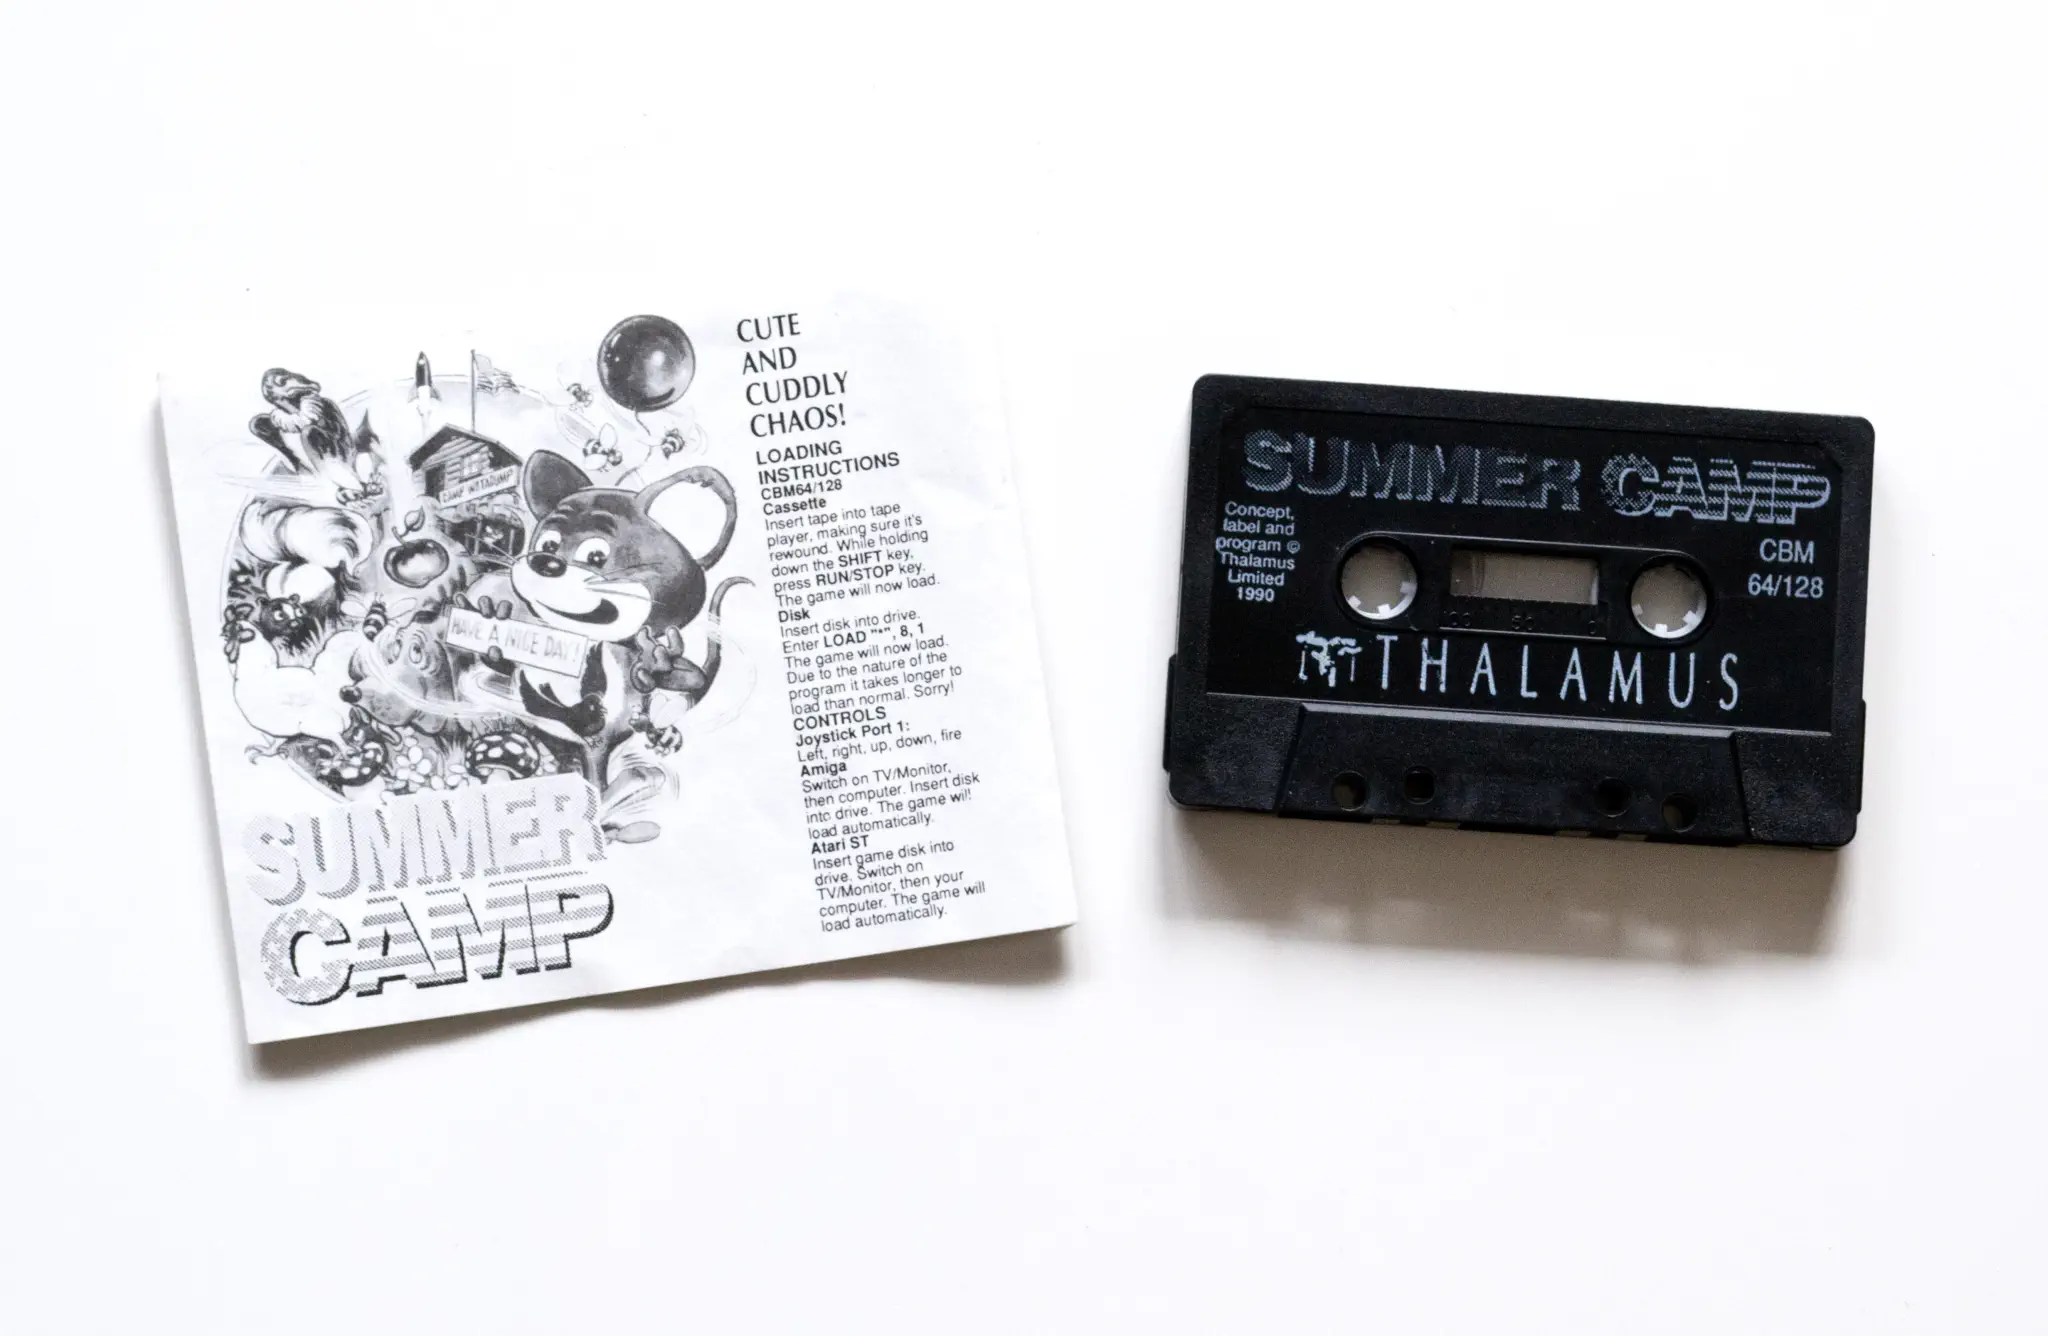 CUTE
AND
CUDDLY
CHAOS!
LOADING
INSTRUCTIONS
CBM64/128
Cassette
Insert tape into tape
player, making sure it's
rewound. While holding
down the SHIFT key,
press RUN/STOP key.
The game will now load.
Disk
Insert disk into drive.
Enter LOAD "*", 8, 1
The game will now load.
Due to the nature of the
program it takes longer to
load than normal. Sorry!
CONTROLS
Joystick Port 1:
Left, right, up, down, fire
Amiga
Switch on TV/Monitor,
then computer. Insert disk
into drive. The game will
load automatically.
Atari ST
Insert game disk into
drive. Switch on
TV/Monitor, then your
computer. The game will
load automatically.
CAMP NOTADUMP
HAVE A NICE DAY!
SUMMER
CAMP
SUMMER CAMP
Concept,
label and
program ©
Thalamus
Limited
1990
CBM
64/128
100 50 0
THALAMUS